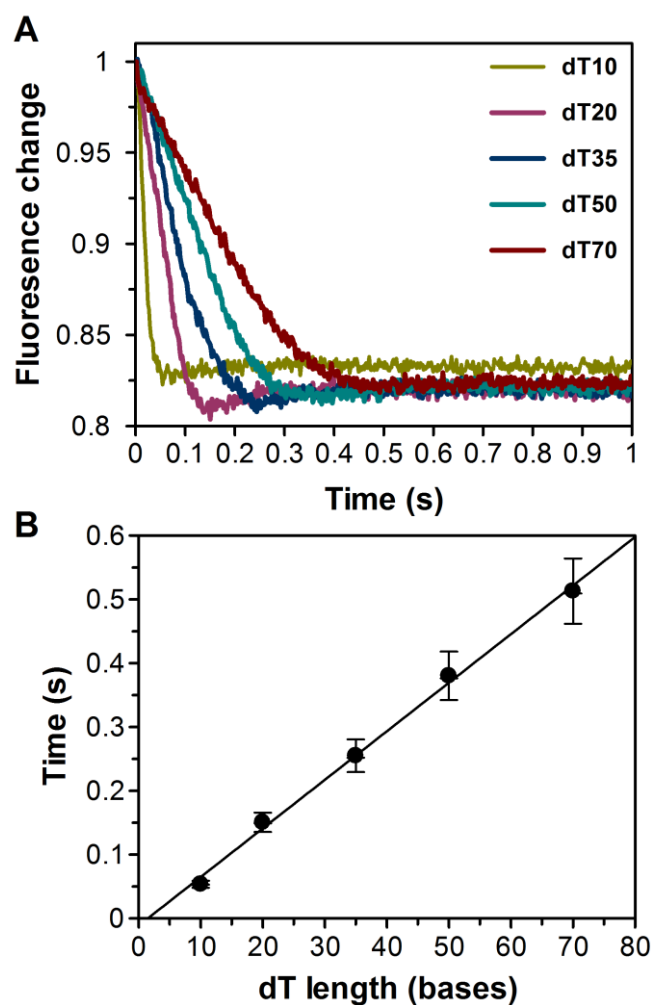 A
Fluoresence change
1
0.95
0.9
0.85
0.8
dT10
dT20
dT35
dT50
dT70
0 0.1 0.2 0.3 0.4 0.5 0.6 0.7 0.8 0.9 1
Time (s)
B
Time (s)
0.6
0.5
0.4
0.3
0.2
0.1
0
0 10 20 30 40 50 60 70 80
dT length (bases)